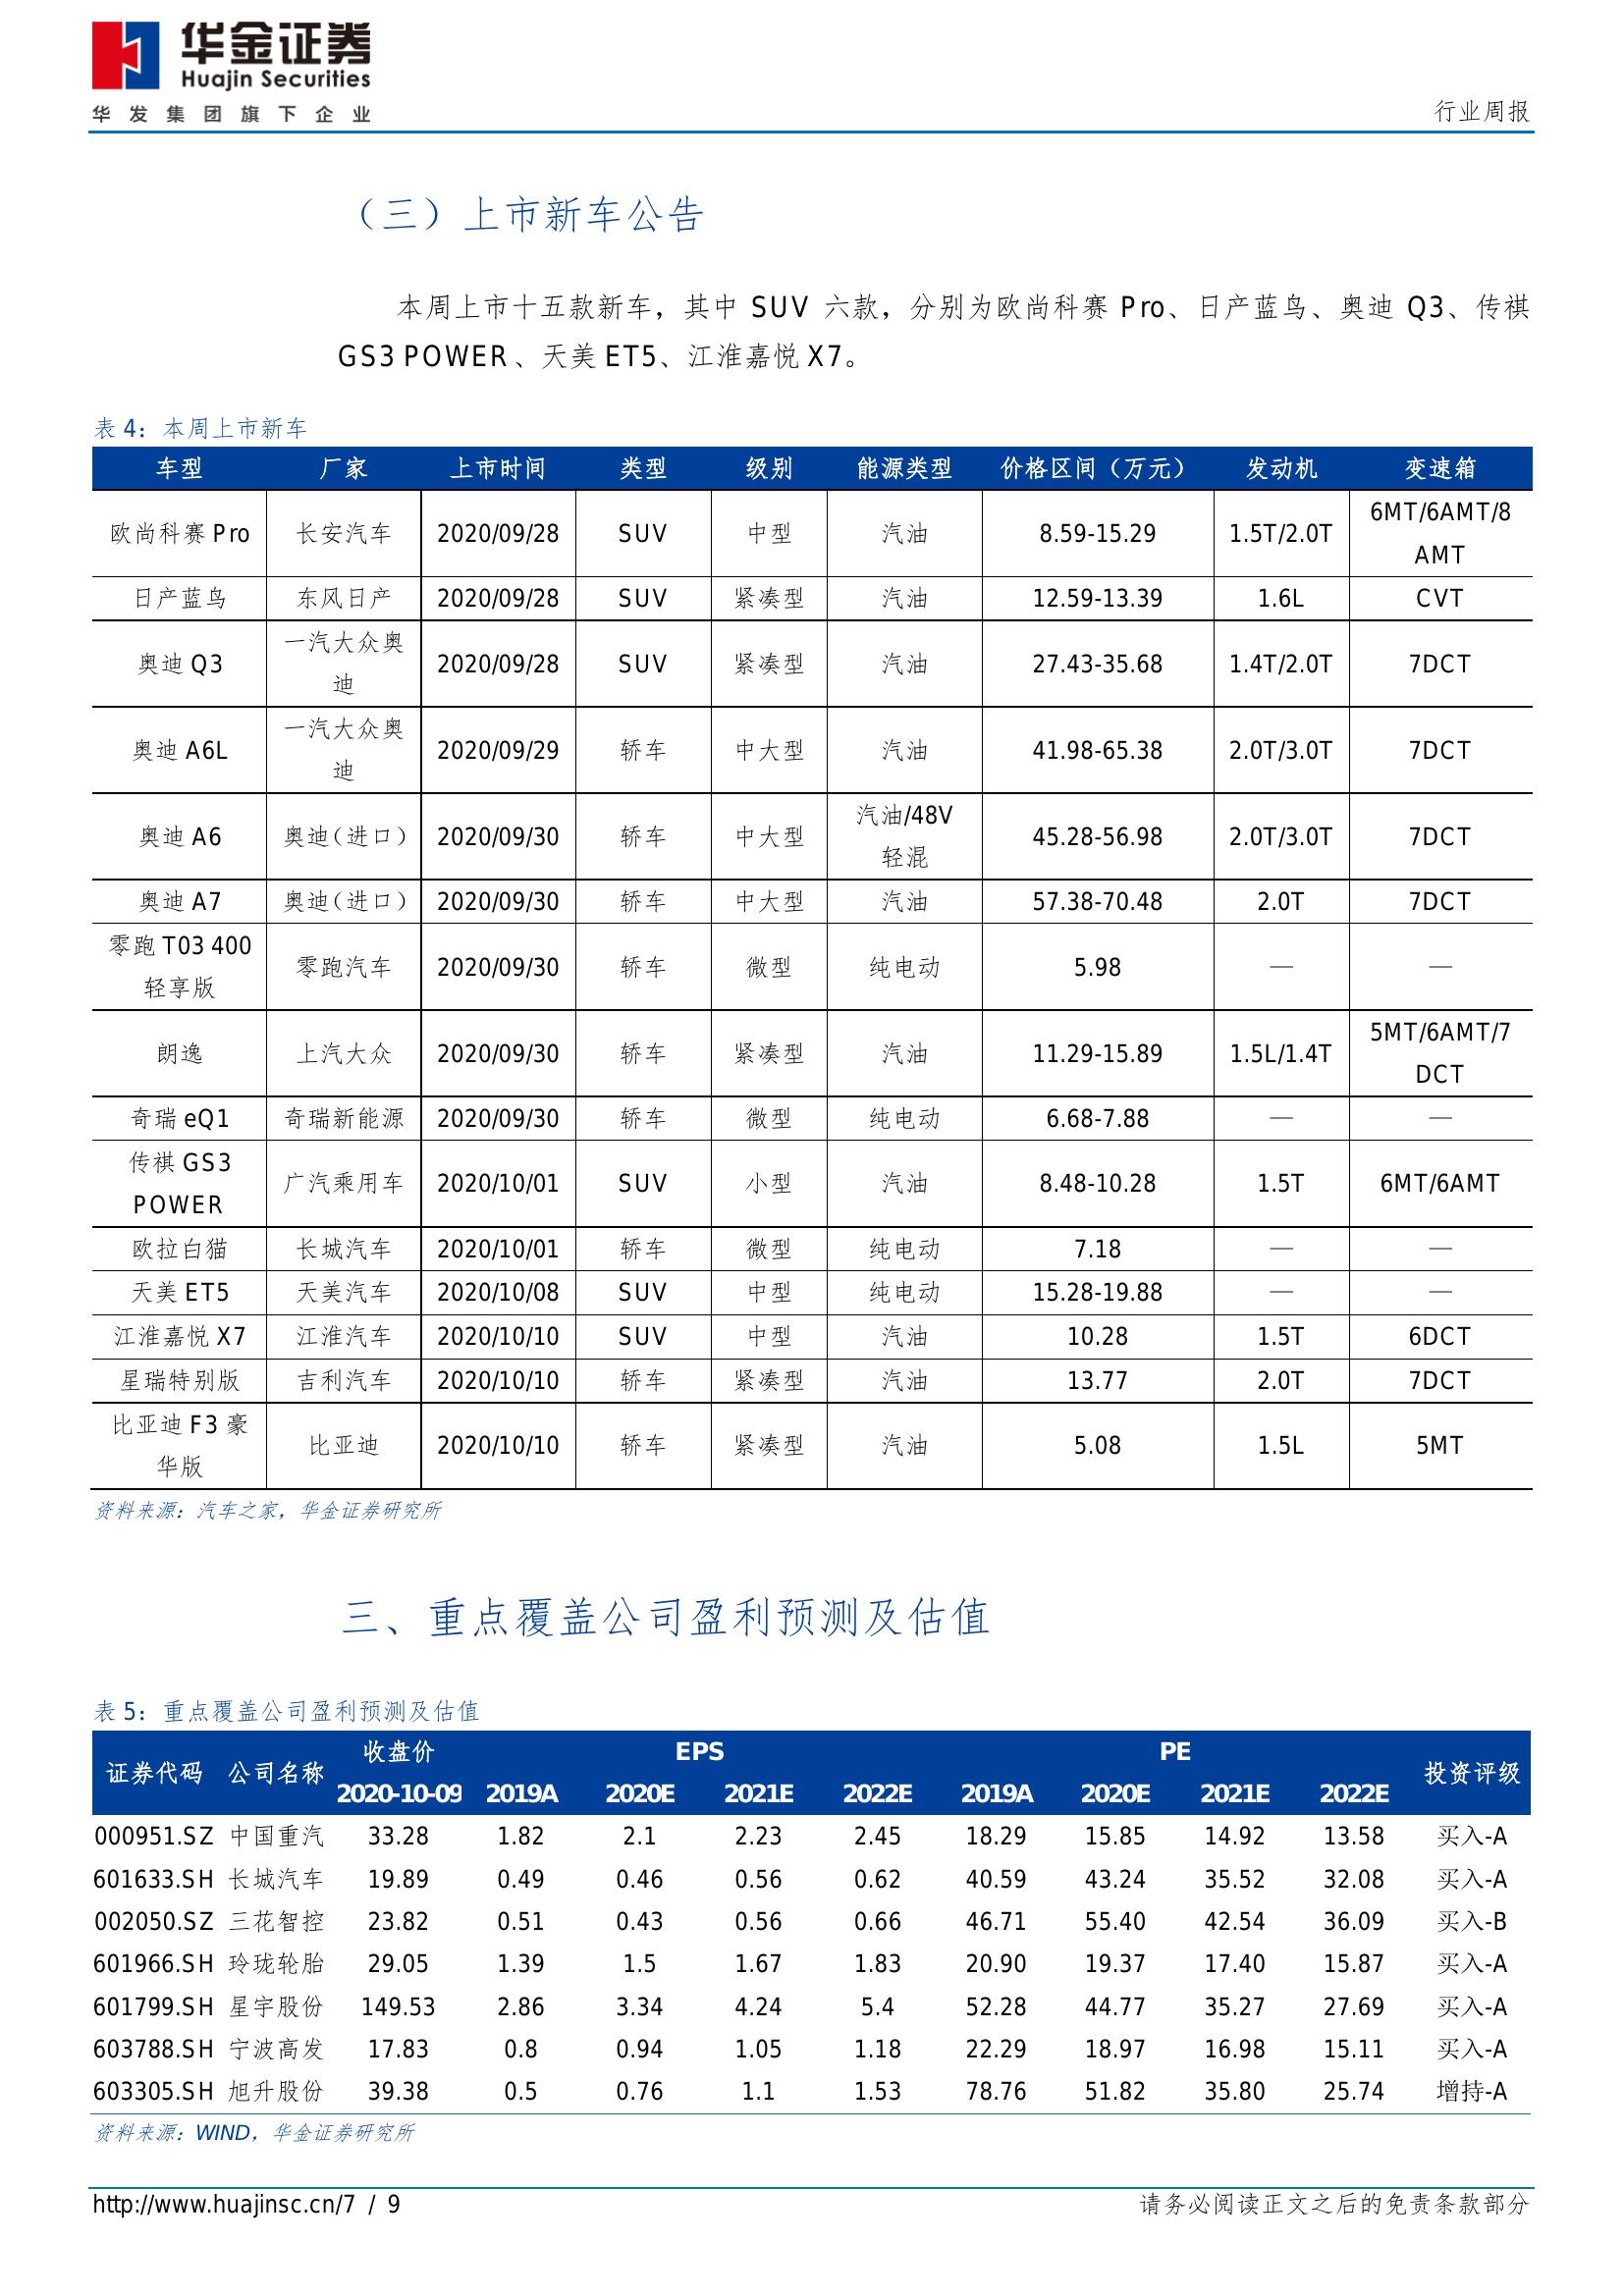 华金证券
Huajin Securities
华发集团旗下企业
行业周报
（三）上市新车公告
本周上市十五款新车，其中 SUV 六款，分别为欧尚科赛 Pro、日产蓝鸟、奥迪 Q3、传祺
GS3 POWER、天美 ET5、江淮嘉悦 X7。
表 4：本周上市新车
车型 厂家 上市时间 类型 级别 能源类型 价格区间（万元） 发动机 变速箱
欧尚科赛 Pro 长安汽车 2020/09/28 SUV 中型 汽油 8.59-15.29 1.5T/2.0T 6MT/6AMT/8
AMT
日产蓝鸟 东风日产 2020/09/28 SUV 紧凑型 汽油 12.59-13.39 1.6L CVT
奥迪 Q3 一汽大众奥 2020/09/28 SUV 紧凑型 汽油 27.43-35.68 1.4T/2.0T 7DCT
迪
奥迪 A6L 一汽大众奥 2020/09/29 轿车 中大型 汽油 41.98-65.38 2.0T/3.0T 7DCT
迪
奥迪 A6 奥迪（进口） 2020/09/30 轿车 中大型 汽油/48V 45.28-56.98 2.0T/3.0T 7DCT
轻混
奥迪 A7 奥迪（进口） 2020/09/30 轿车 中大型 汽油 57.38-70.48 2.0T 7DCT
零跑 T03 400 零跑汽车 2020/09/30 轿车 微型 纯电动 5.98 — —
轻享版
朗逸 上汽大众 2020/09/30 轿车 紧凑型 汽油 11.29-15.89 1.5L/1.4T 5MT/6AMT/7
DCT
奇瑞 eQ1 奇瑞新能源 2020/09/30 轿车 微型 纯电动 6.68-7.88 — —
传祺 GS3 广汽乘用车 2020/10/01 SUV 小型 汽油 8.48-10.28 1.5T 6MT/6AMT
POWER
欧拉白猫 长城汽车 2020/10/01 轿车 微型 纯电动 7.18 — —
天美 ET5 天美汽车 2020/10/08 SUV 中型 纯电动 15.28-19.88 — —
江淮嘉悦 X7 江淮汽车 2020/10/10 SUV 中型 汽油 10.28 1.5T 6DCT
星瑞特别版 吉利汽车 2020/10/10 轿车 紧凑型 汽油 13.77 2.0T 7DCT
比亚迪 F3 豪 比亚迪 2020/10/10 轿车 紧凑型 汽油 5.08 1.5L 5MT
华版
资料来源：汽车之家，华金证券研究所
三、重点覆盖公司盈利预测及估值
表 5：重点覆盖公司盈利预测及估值
证券代码 公司名称 收盘价 EPS PE 投资评级
2020-10-09 2019A 2020E 2021E 2022E 2019A 2020E 2021E 2022E
000951.SZ 中国重汽 33.28 1.82 2.1 2.23 2.45 18.29 15.85 14.92 13.58 买入-A
601633.SH 长城汽车 19.89 0.49 0.46 0.56 0.62 40.59 43.24 35.52 32.08 买入-A
002050.SZ 三花智控 23.82 0.51 0.43 0.56 0.66 46.71 55.40 42.54 36.09 买入-B
601966.SH 玲珑轮胎 29.05 1.39 1.5 1.67 1.83 20.90 19.37 17.40 15.87 买入-A
601799.SH 星宇股份 149.53 2.86 3.34 4.24 5.4 52.28 44.77 35.27 27.69 买入-A
603788.SH 宁波高发 17.83 0.8 0.94 1.05 1.18 22.29 18.97 16.98 15.11 买入-A
603305.SH 旭升股份 39.38 0.5 0.76 1.1 1.53 78.76 51.82 35.80 25.74 增持-A
资料来源：WIND，华金证券研究所
http://www.huajinsc.cn/7 / 9 请务必阅读正文之后的免责条款部分